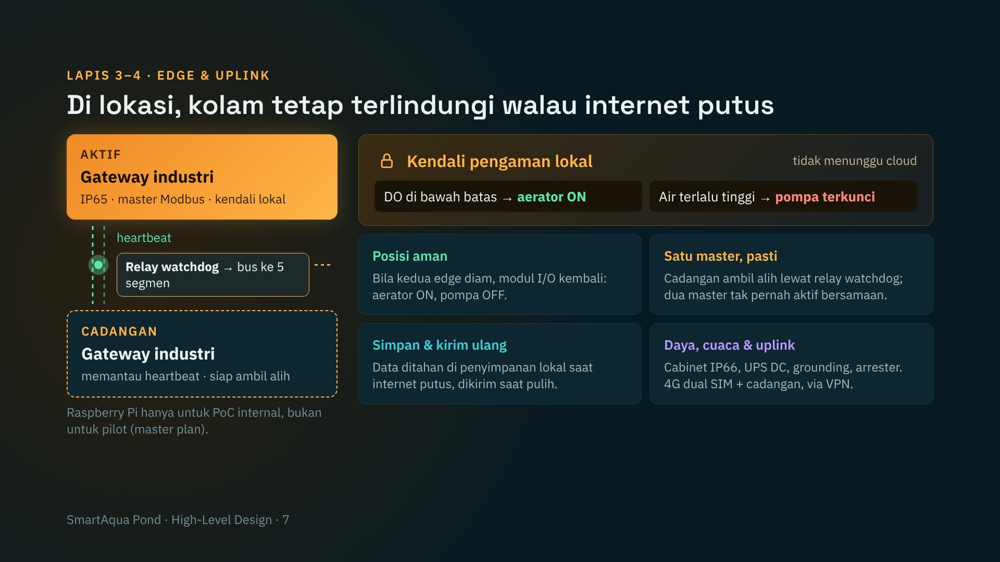 LAPIS 3–4 · EDGE & UPLINK
Di lokasi, kolam tetap terlindungi walau internet putus
AKTIF
Gateway industri
IP65 · master Modbus · kendali lokal
heartbeat
Relay watchdog → bus ke 5
segmen
CADANGAN
Gateway industri
memantau heartbeat · siap ambil alih
Raspberry Pi hanya untuk PoC internal, bukan
untuk pilot (master plan).
Kendali pengaman lokal
tidak menunggu cloud
DO di bawah batas → aerator ON
Air terlalu tinggi → pompa terkunci
Posisi aman
Bila kedua edge diam, modul I/O kembali:
aerator ON, pompa OFF.
Satu master, pasti
Cadangan ambil alih lewat relay watchdog;
dua master tak pernah aktif bersamaan.
Simpan & kirim ulang
Data ditahan di penyimpanan lokal saat
internet putus, dikirim saat pulih.
Daya, cuaca & uplink
Cabinet IP66, UPS DC, grounding, arrester.
4G dual SIM + cadangan, via VPN.
SmartAqua Pond · High-Level Design · 7